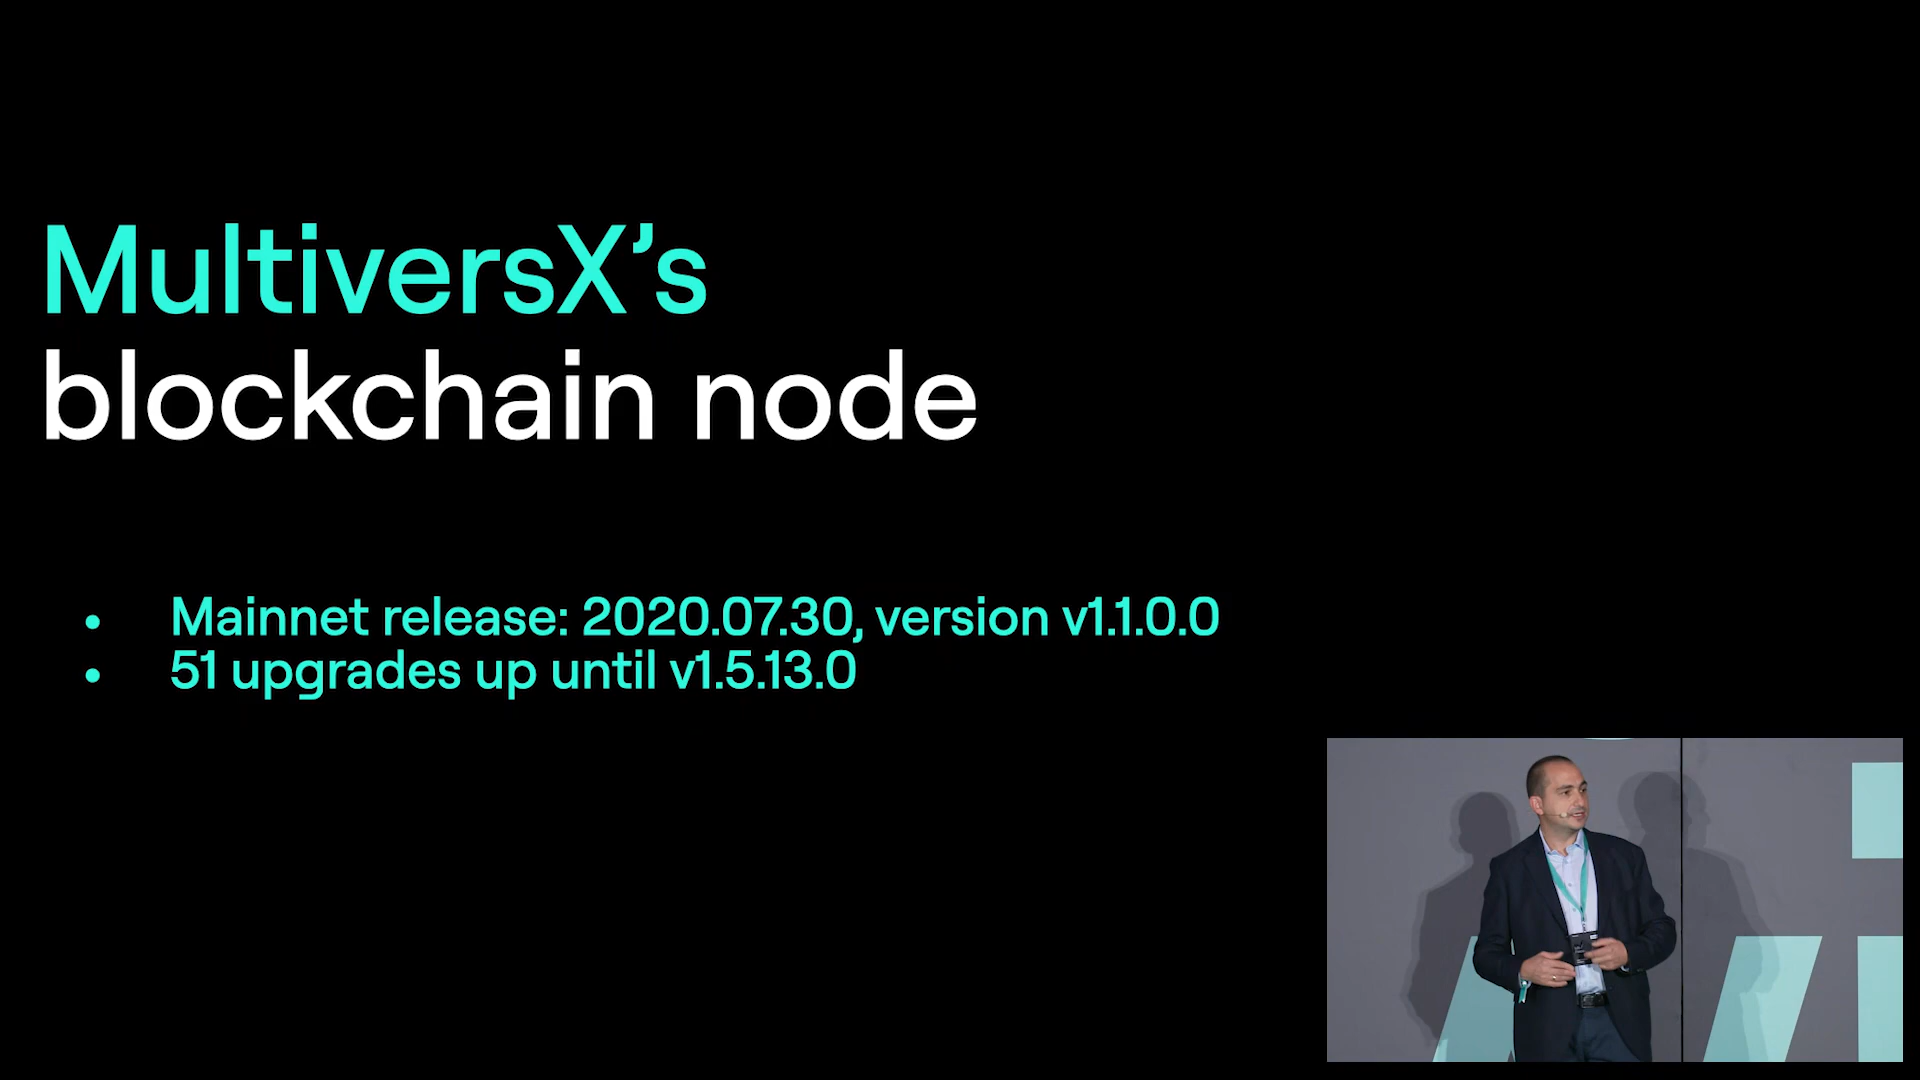 MultiversX’s
blockchain node
• Mainnet release: 2020.07.30, version v1.1.0.0
• 51 upgrades up until v1.5.13.0